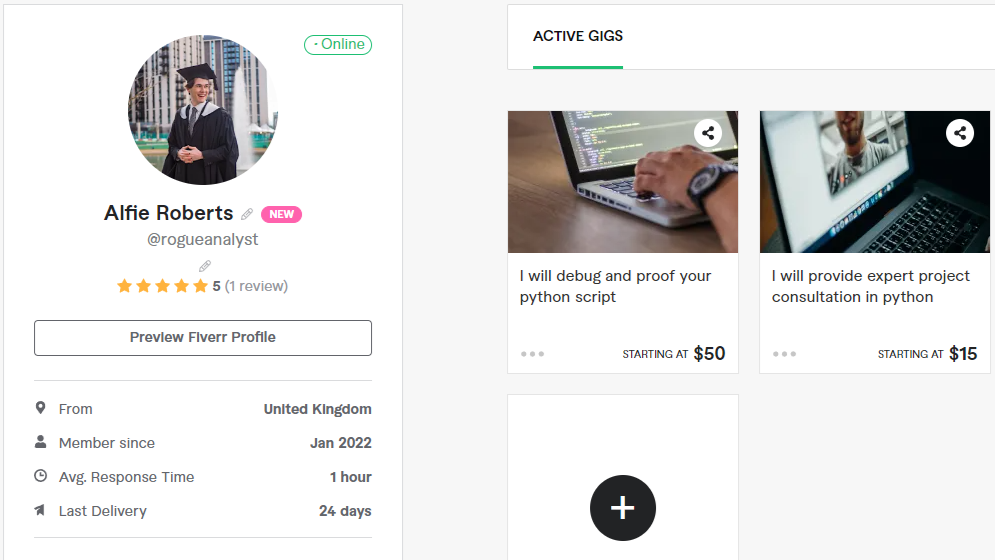 · Online
Alfie Roberts NEW
@rogueanalyst
5 (1 review)
Preview Fiverr Profile
From United Kingdom
Member since Jan 2022
Avg. Response Time 1 hour
Last Delivery 24 days
ACTIVE GIGS
I will debug and proof your
python script
STARTING AT $50
I will provide expert project
consultation in python
STARTING AT $15